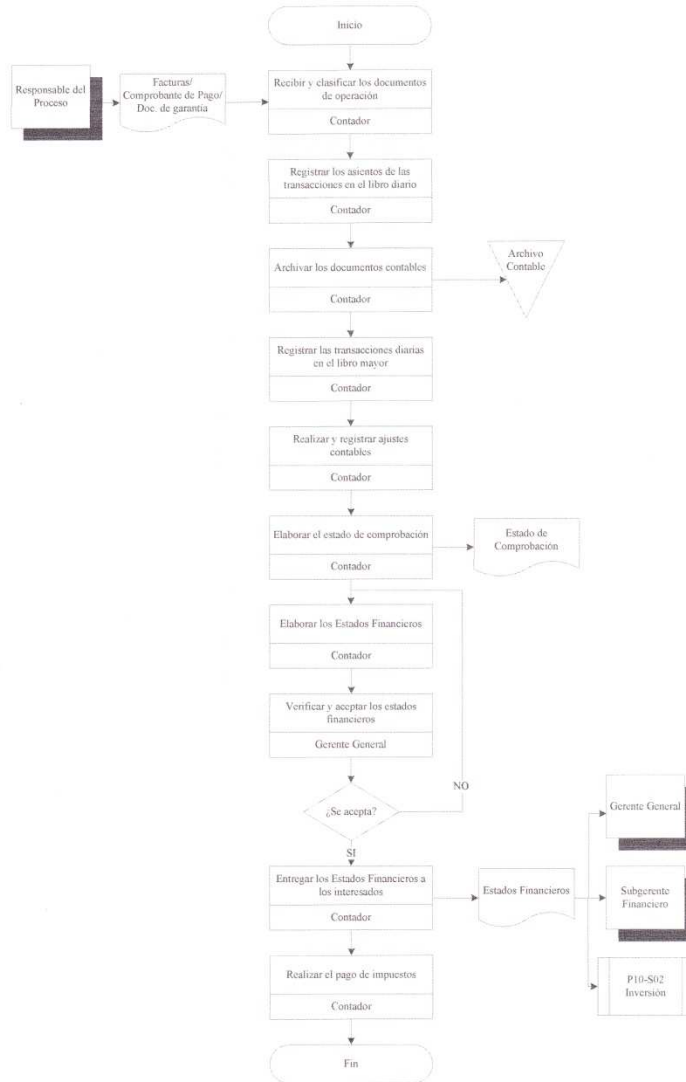 Inicio
Responsable del
Proceso
Facturas/
Comprobante de Pago/
Doc. de garantía
Recibir y clasificar los documentos
de operación
Contador
Registrar los asientos de las
transacciones en el libro diario
Contador
Archivar los documentos contables
Contador
Archivo
Contable
Registrar las transacciones diarias
en el libro mayor
Contador
Realizar y registrar ajustes
contables
Contador
Elaborar el estado de comprobación
Contador
Estado de
Comprobación
Elaborar los Estados Financieros
Contador
Verificar y aceptar los estados
financieros
Gerente General
¿Se acepta?
NO
SI
Entregar los Estados Financieros a
los interesados
Contador
Estados Financieros
Gerente General
Subgerente
Financiero
P10-S02
Inversión
Realizar el pago de impuestos
Contador
Fin